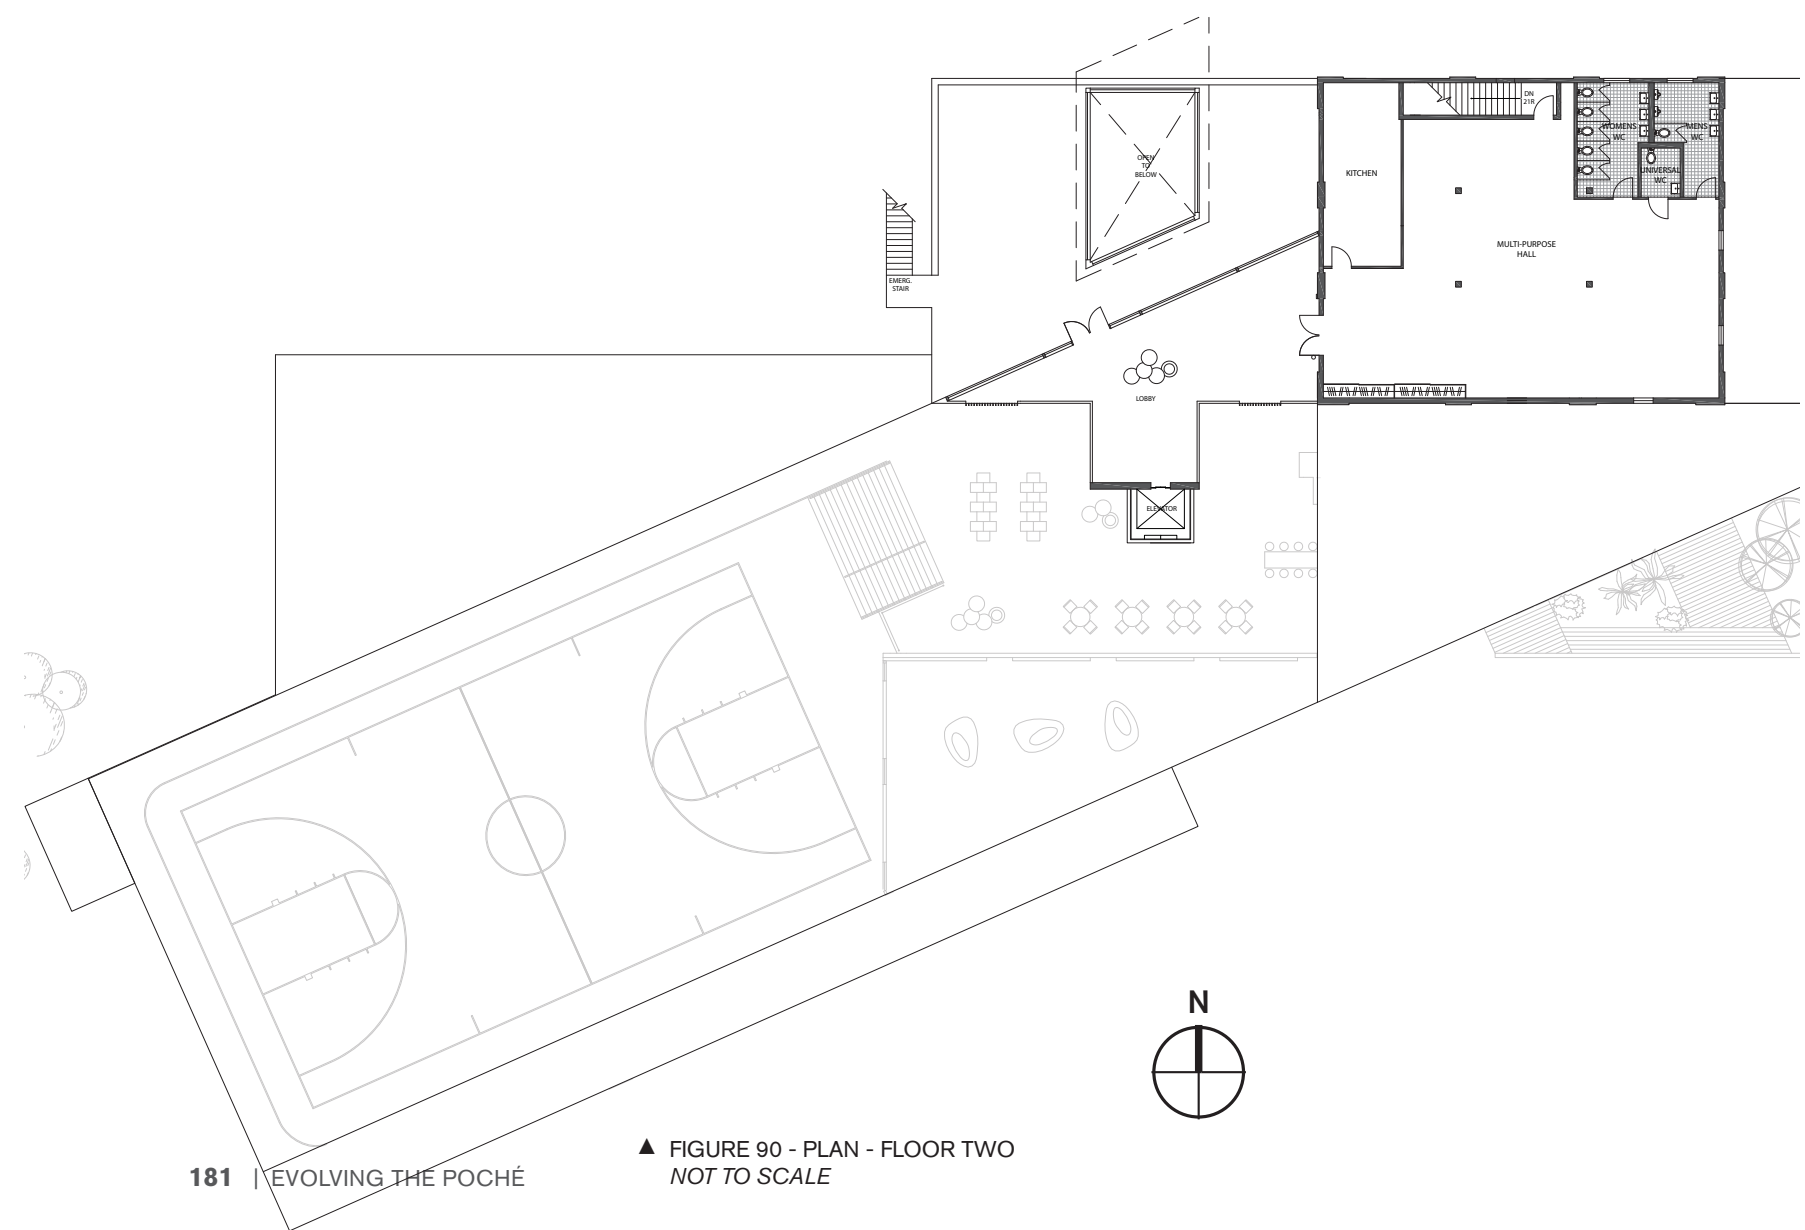 DN
21R
WOMENS
WC
MENS
WC
OPEN
TO
BELOW
KITCHEN
UNIVERSAL
WC
MULTI-PURPOSE
HALL
EMERG.
STAIR
LOBBY
ELEVATOR
N
▲ FIGURE 90 - PLAN - FLOOR TWO
NOT TO SCALE
181 | EVOLVING THE POCHÉ